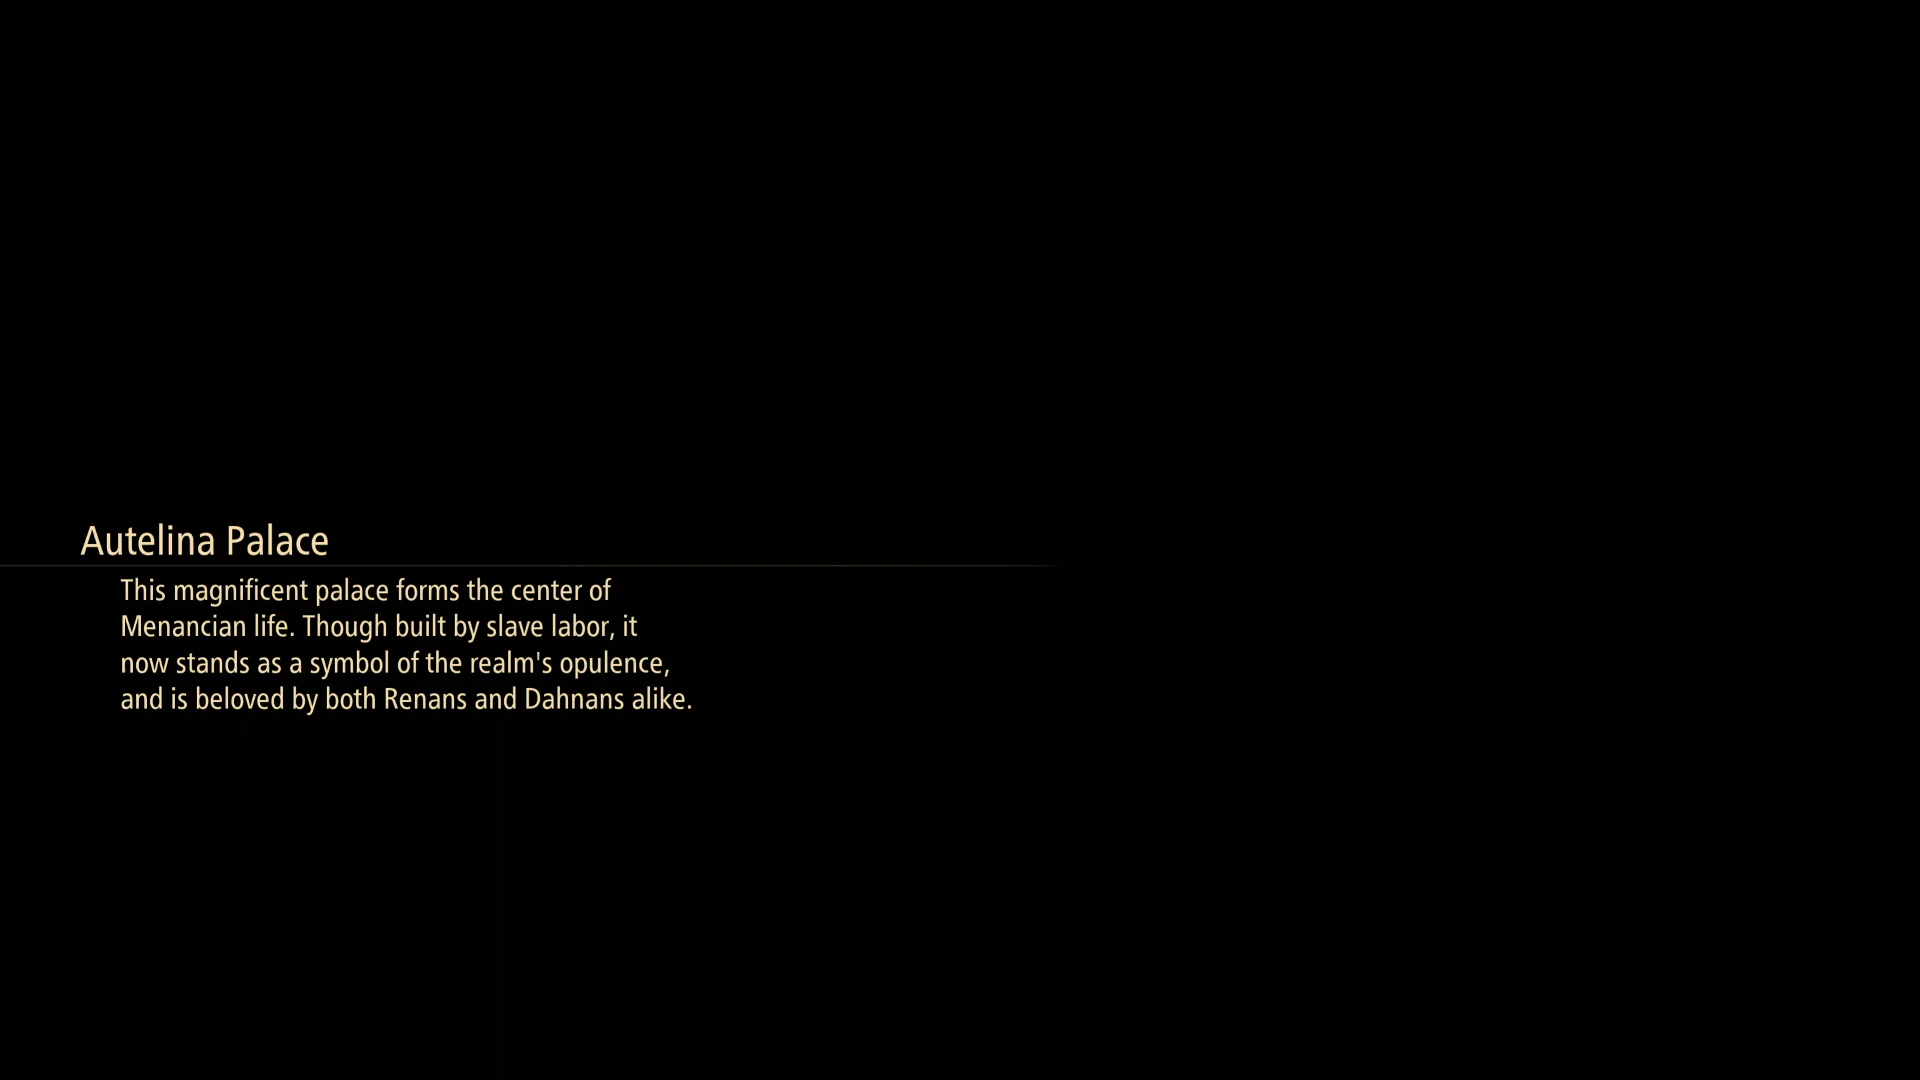 Autelina Palace
This magnificent palace forms the center of
Menancian life. Though built by slave labor, it
now stands as a symbol of the realm's opulence,
and is beloved by both Renans and Dahnans alike.